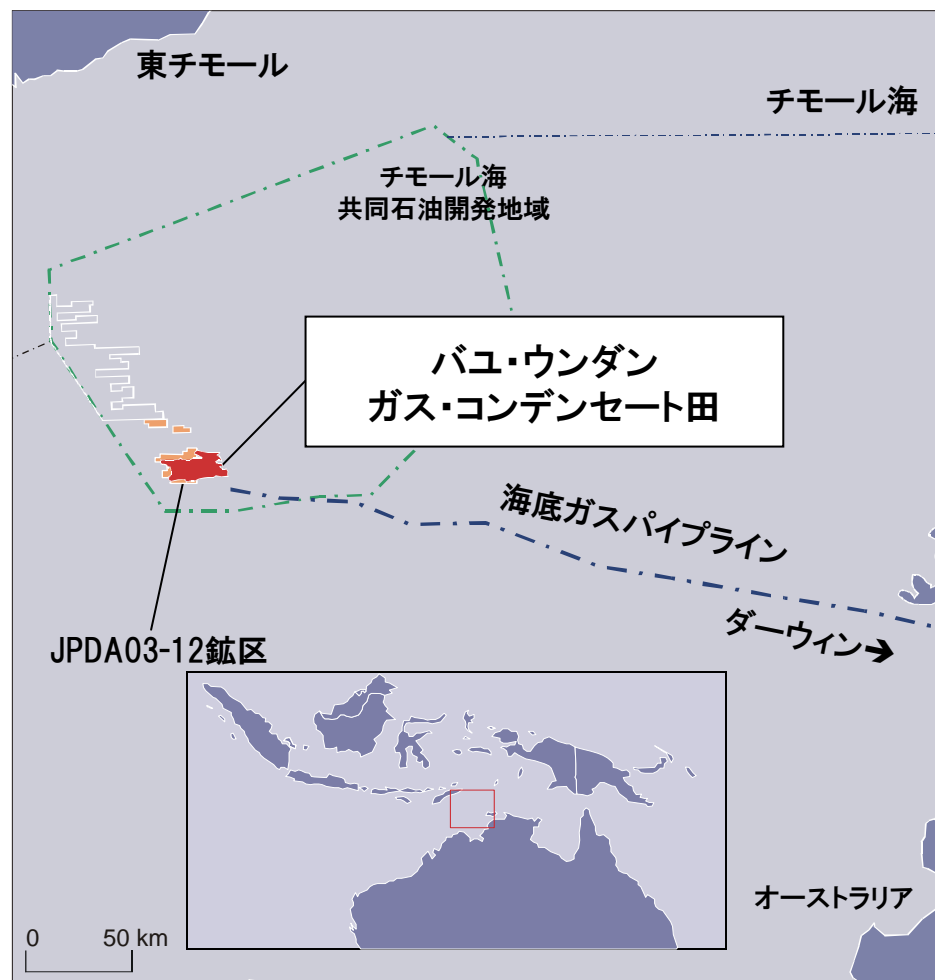 東チモール
チモール海
チモール海
共同石油開発地域
バユ・ウンダン
ガス・コンデンセート田
海底ガスパイプライン
ダーウィン→
JPDA03-12鉱区
オーストラリア
0 50 km